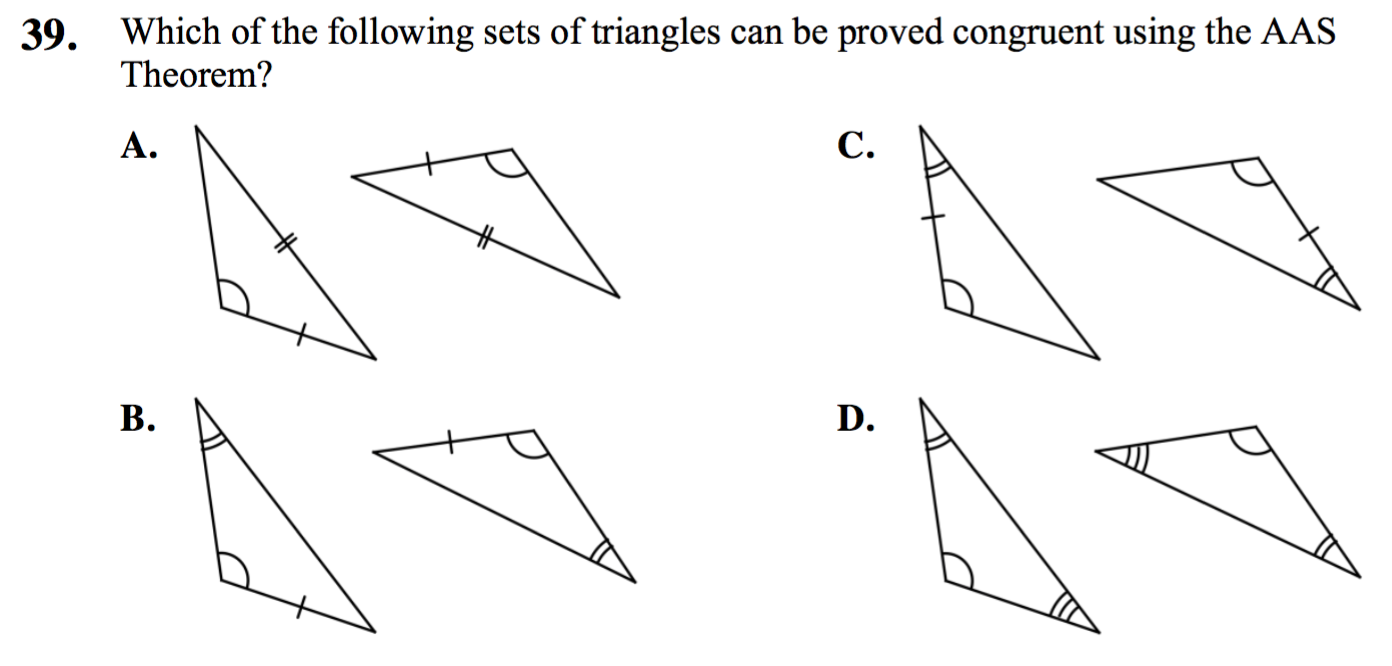 39. Which of the following sets of triangles can be proved congruent using the AAS
Theorem?
A.
C.
B.
D.